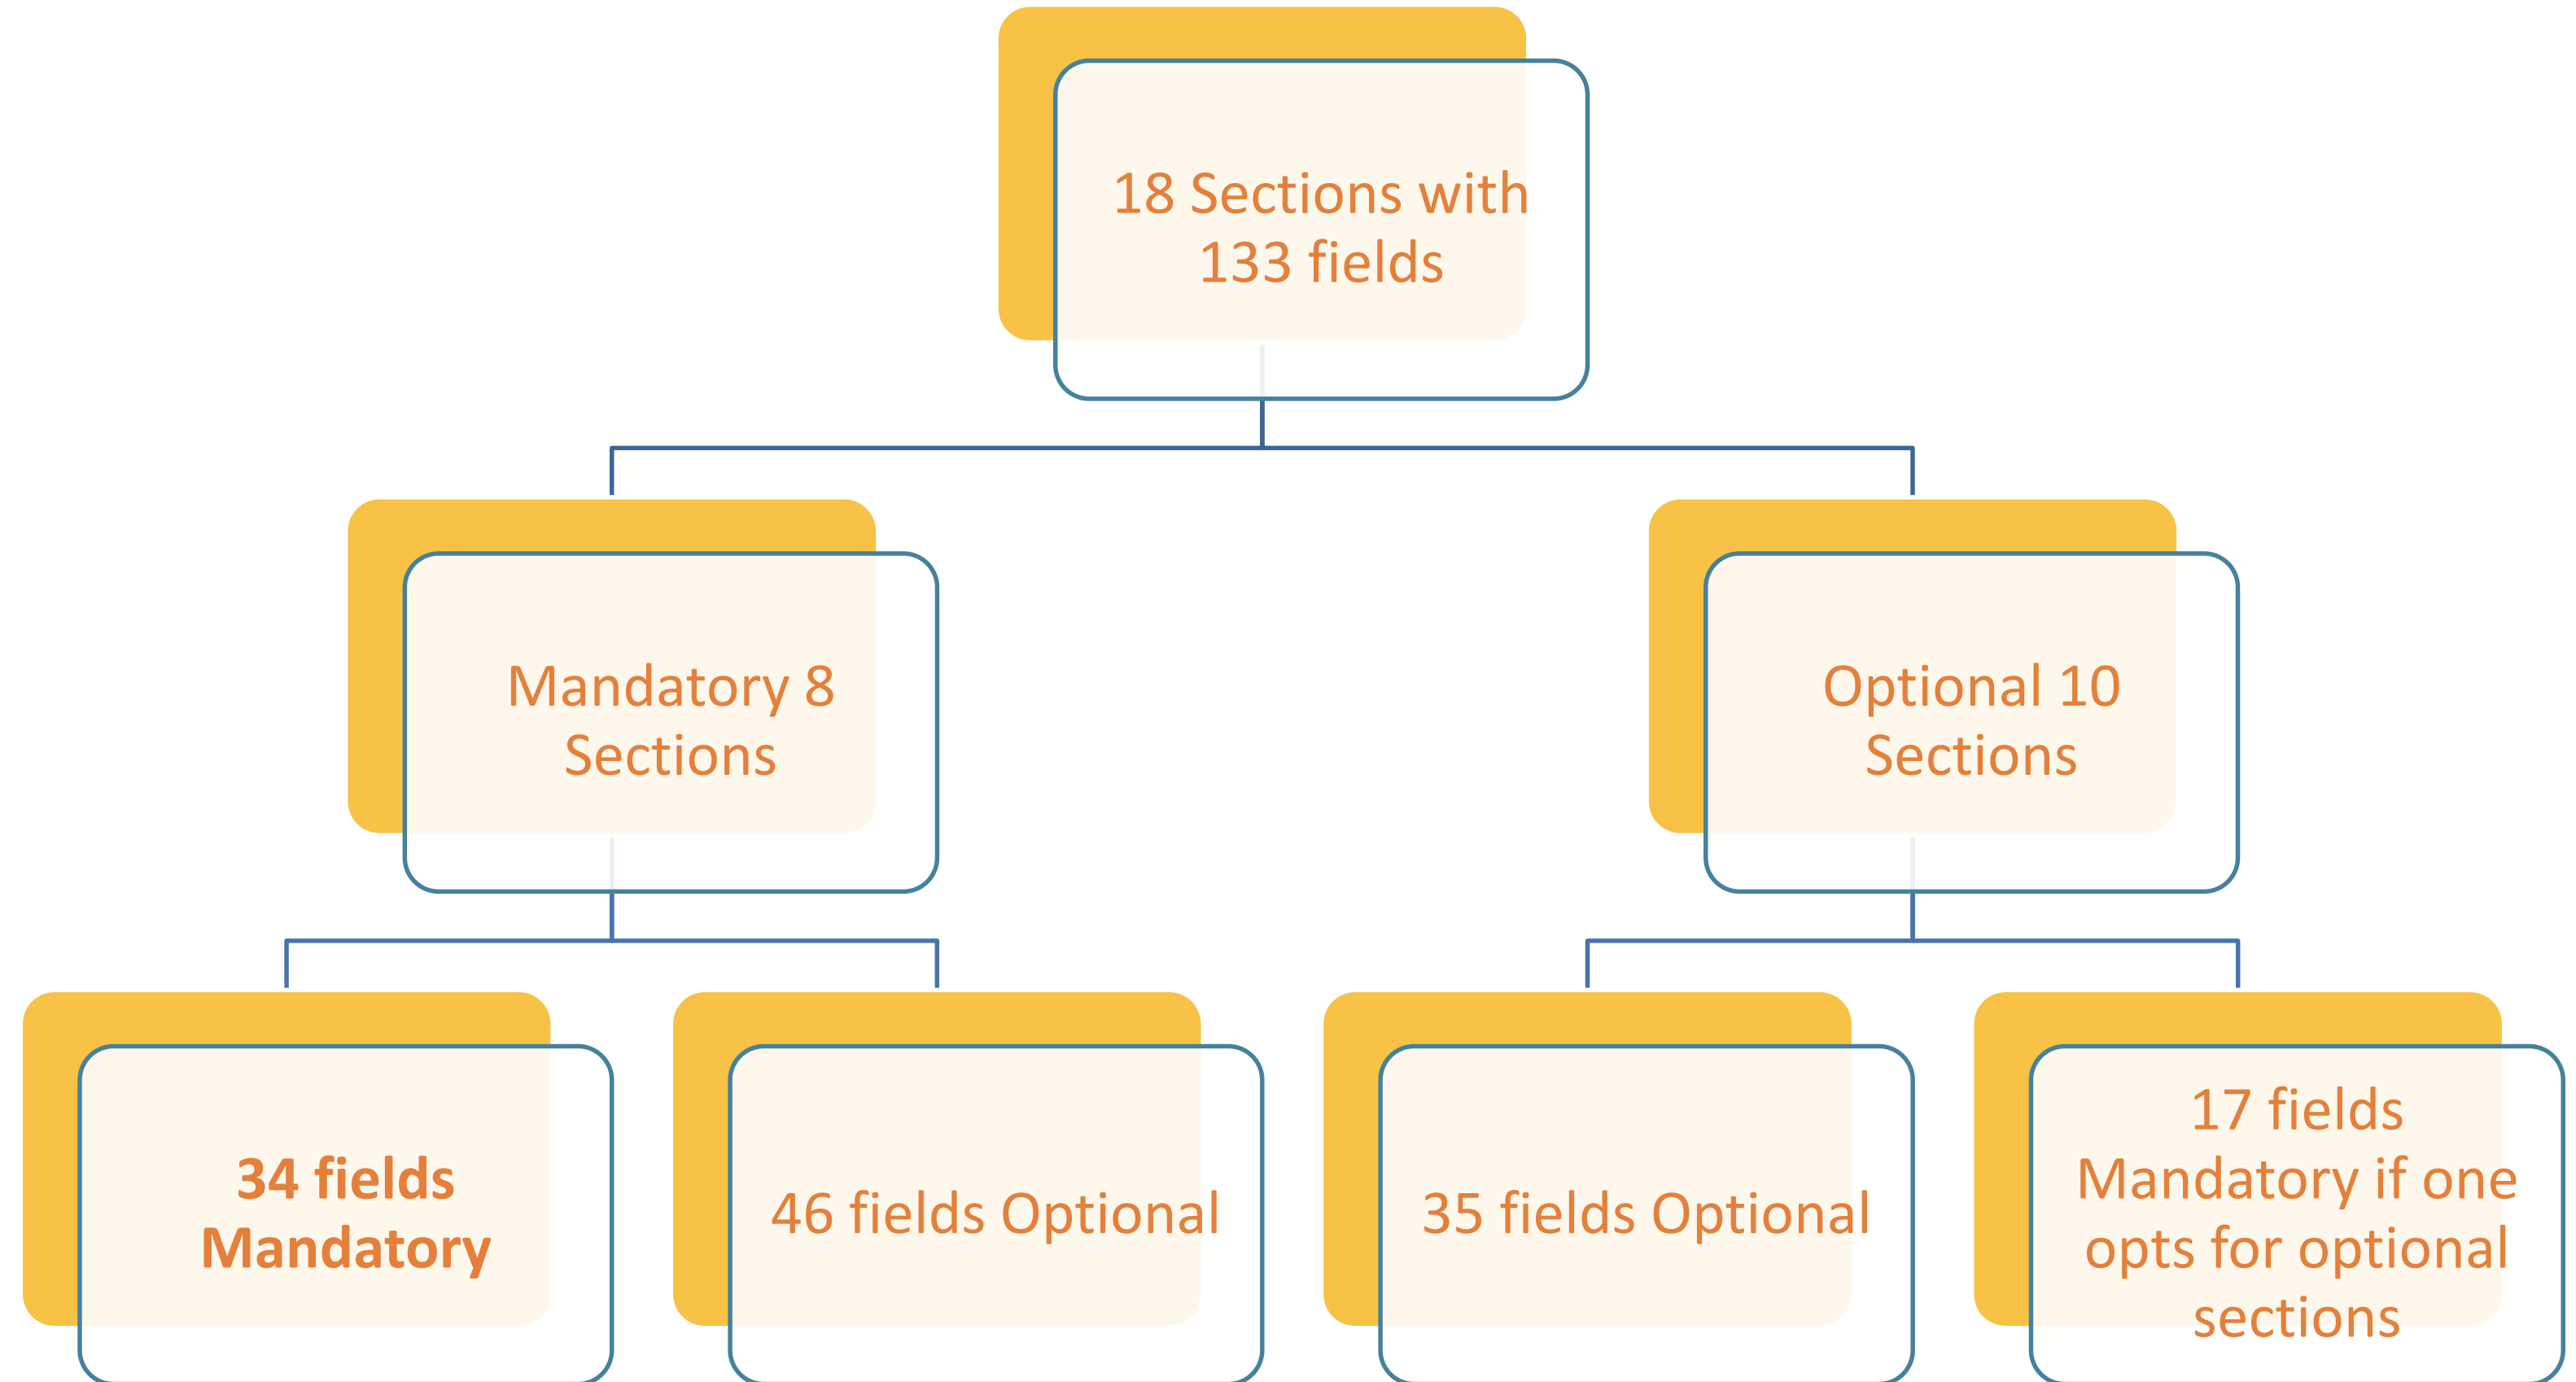 18 Sections with
133 fields
Mandatory 8
Sections
Optional 10
Sections
34 fields
Mandatory
46 fields Optional
35 fields Optional
17 fields
Mandatory if one
opts for optional
sections